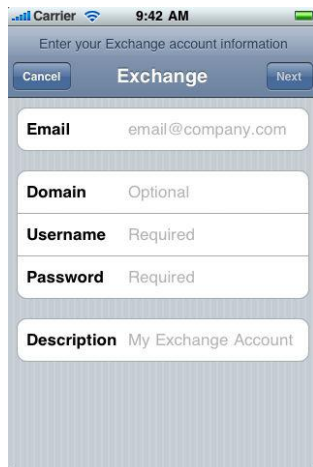 Carrier 9:42 AM
Enter your Exchange account information
Cancel Exchange Next
Email email@company.com
Domain Optional
Username Required
Password Required
Description My Exchange Account